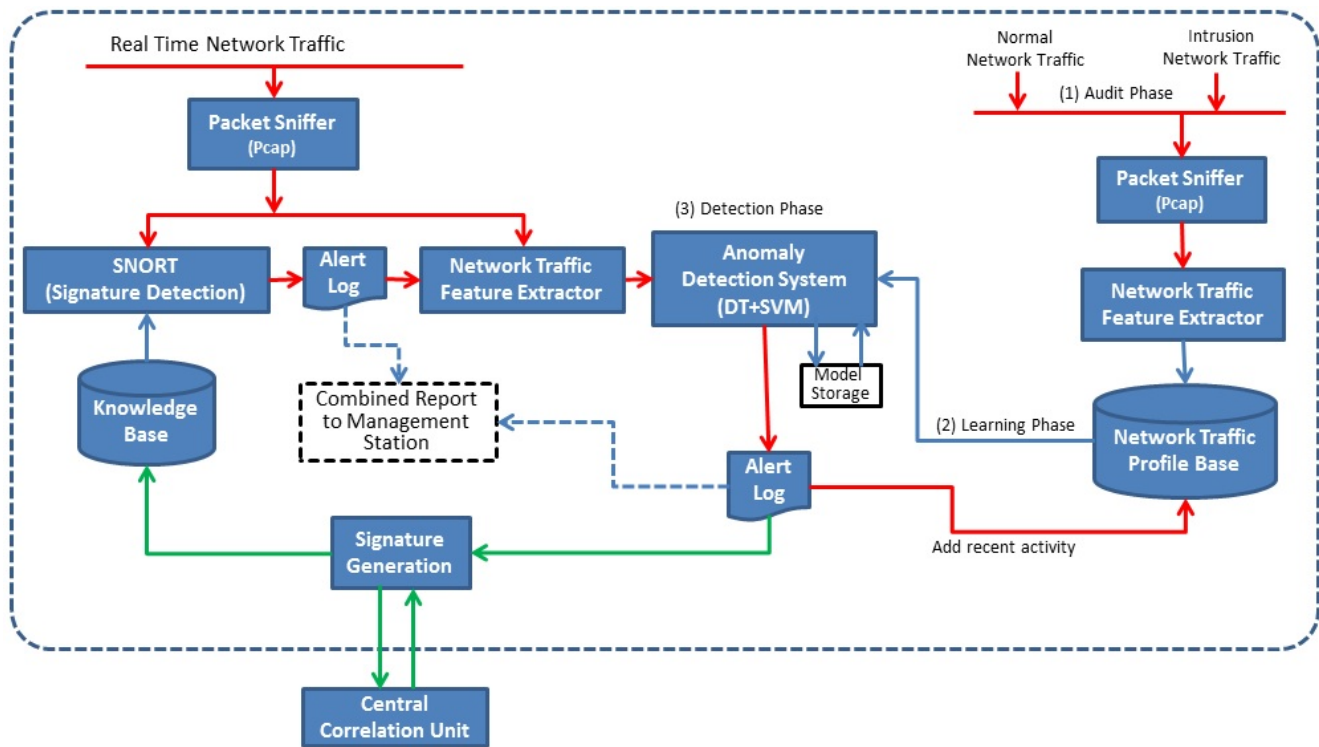 Real Time Network Traffic
Normal
Network Traffic
Intrusion
Network Traffic
(1) Audit Phase
Packet Sniffer
(Pcap)
Packet Sniffer
(Pcap)
(3) Detection Phase
SNORT
(Signature Detection)
Alert
Log
Network Traffic
Feature Extractor
Anomaly
Detection System
(DT+SVM)
Network Traffic
Feature Extractor
Model
Storage
Knowledge
Base
Combined Report
to Management
Station
(2) Learning Phase
Network Traffic
Profile Base
Alert
Log
Signature
Generation
Add recent activity
Central
Correlation Unit